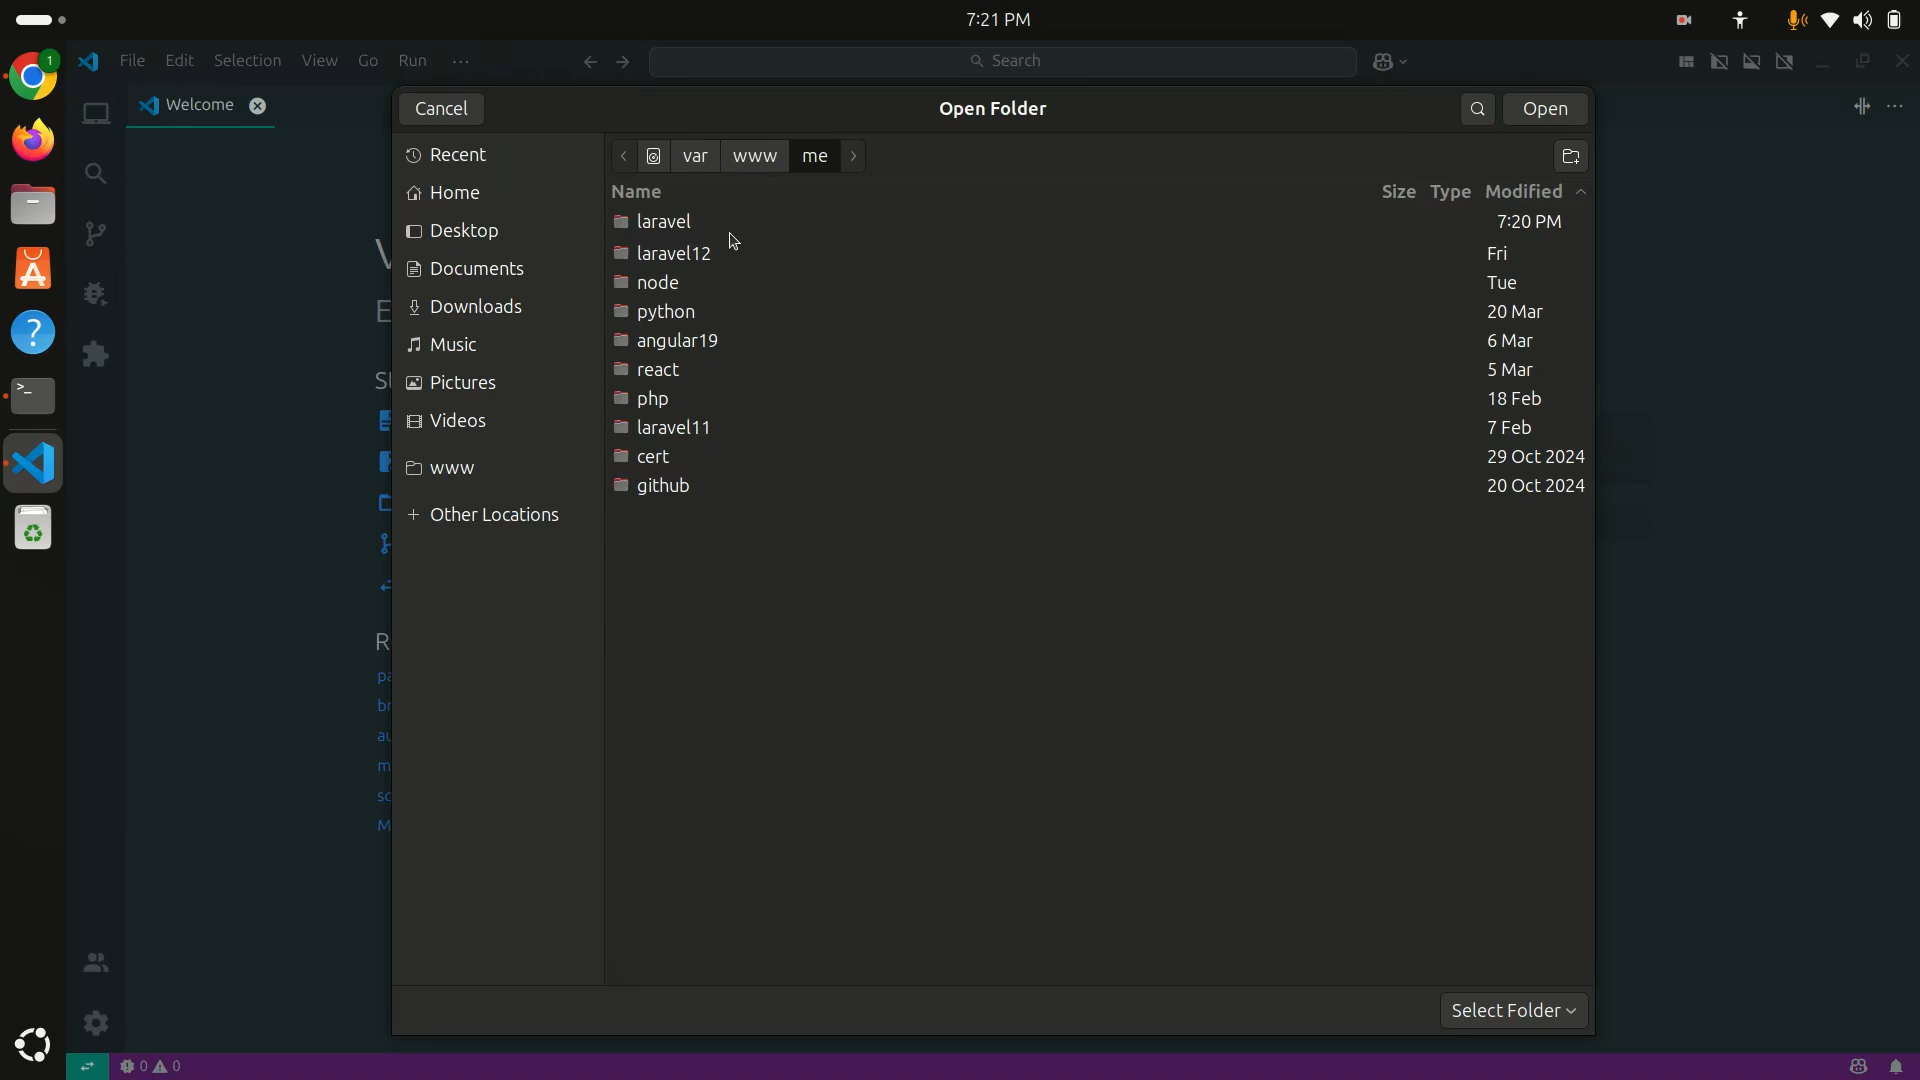 7:21 PM
1
File Edit Selection View Go Run ···
Search
Welcome
Cancel
Open Folder
Open
Recent
Home
Desktop
Documents
Downloads
Music
Pictures
Videos
www
+ Other Locations
var www me
Name Size Type Modified
laravel 7:20 PM
laravel12 Fri
node Tue
python 20 Mar
angular19 6 Mar
react 5 Mar
php 18 Feb
laravel11 7 Feb
cert 29 Oct 2024
github 20 Oct 2024
Select Folder
0 0